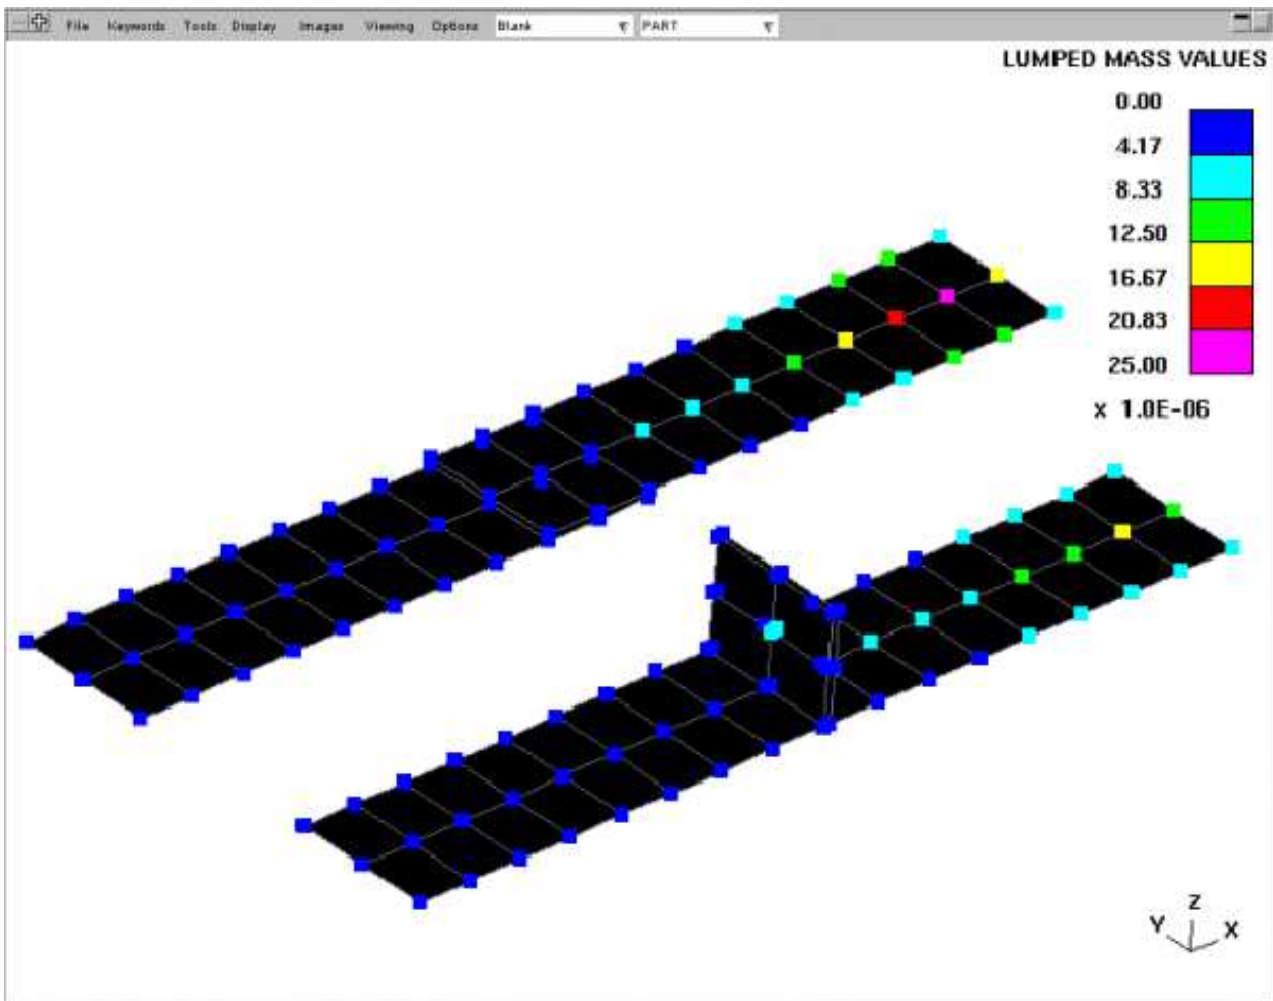 File Keywords Tools Display Images Viewing Options Blank PART
LUMPED MASS VALUES
0.00
4.17
8.33
12.50
16.67
20.83
25.00
x 1.0E-06
Z
Y X